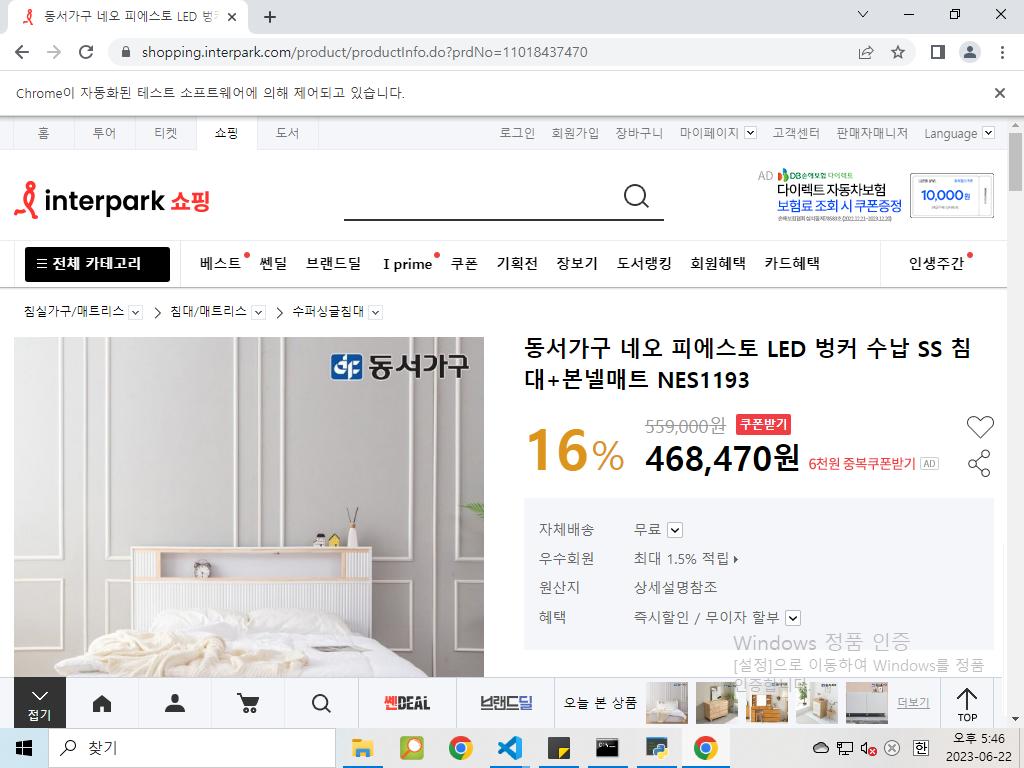 동서가구 네오 피에스토 LED 벙커
shopping.interpark.com/product/productInfo.do?prdNo=11018437470
Chrome이 자동화된 테스트 소프트웨어에 의해 제어되고 있습니다.
홈 투어 티켓 쇼핑 도서 로그인 회원가입 장바구니 마이페이지 고객센터 판매자매니저 Language
interpark 쇼핑
AD DB손해보험 다이렉트
다이렉트 자동차보험
보험료 조회 시 쿠폰증정
10,000원
전체 카테고리 베스트 쎈딜 브랜드딜 I prime 쿠폰 기획전 장보기 도서랭킹 회원혜택 카드혜택 인생주간
침실가구/매트리스 침대/매트리스 수퍼싱글침대
동서가구
동서가구 네오 피에스토 LED 벙커 수납 SS 침
대+본넬매트 NES1193
16% 559,000원 쿠폰받기
468,470원 6천원 중복쿠폰받기 AD
자체배송 무료
우수회원 최대 1.5% 적립
원산지 상세설명참조
혜택 즉시할인 / 무이자 할부
Windows 정품 인증
[설정]으로 이동하여 Windows를 정품
인증합니다.
접기 쎈DEAL 브랜드딜 오늘 본 상품 더보기 TOP
찾기
한
오후 5:46
2023-06-22